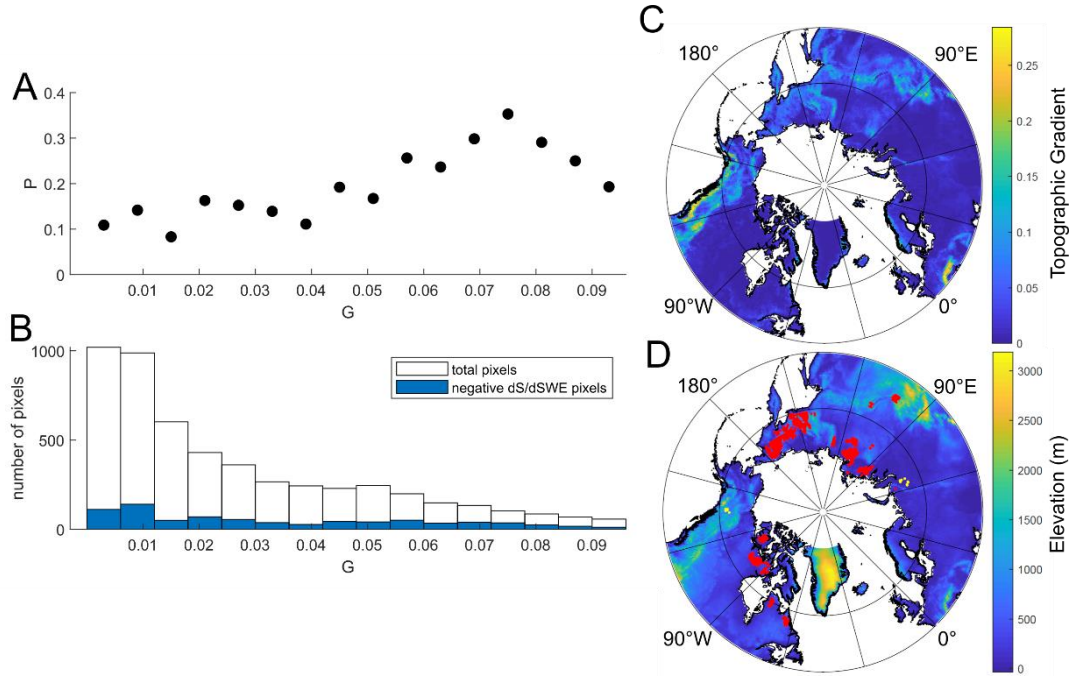 A
0.4
0.3
0.2
0.1
0
P
0.01 0.02 0.03 0.04 0.05 0.06 0.07 0.08 0.09
G
B
1000
500
0
number of pixels
total pixels
negative dS/dSWE pixels
0.01 0.02 0.03 0.04 0.05 0.06 0.07 0.08 0.09
G
C
180°
90°E
90°W
0°
0.25
0.2
0.15
0.1
0.05
0
Topographic Gradient
D
180°
90°E
90°W
0°
3000
2500
2000
1500
1000
500
0
Elevation (m)